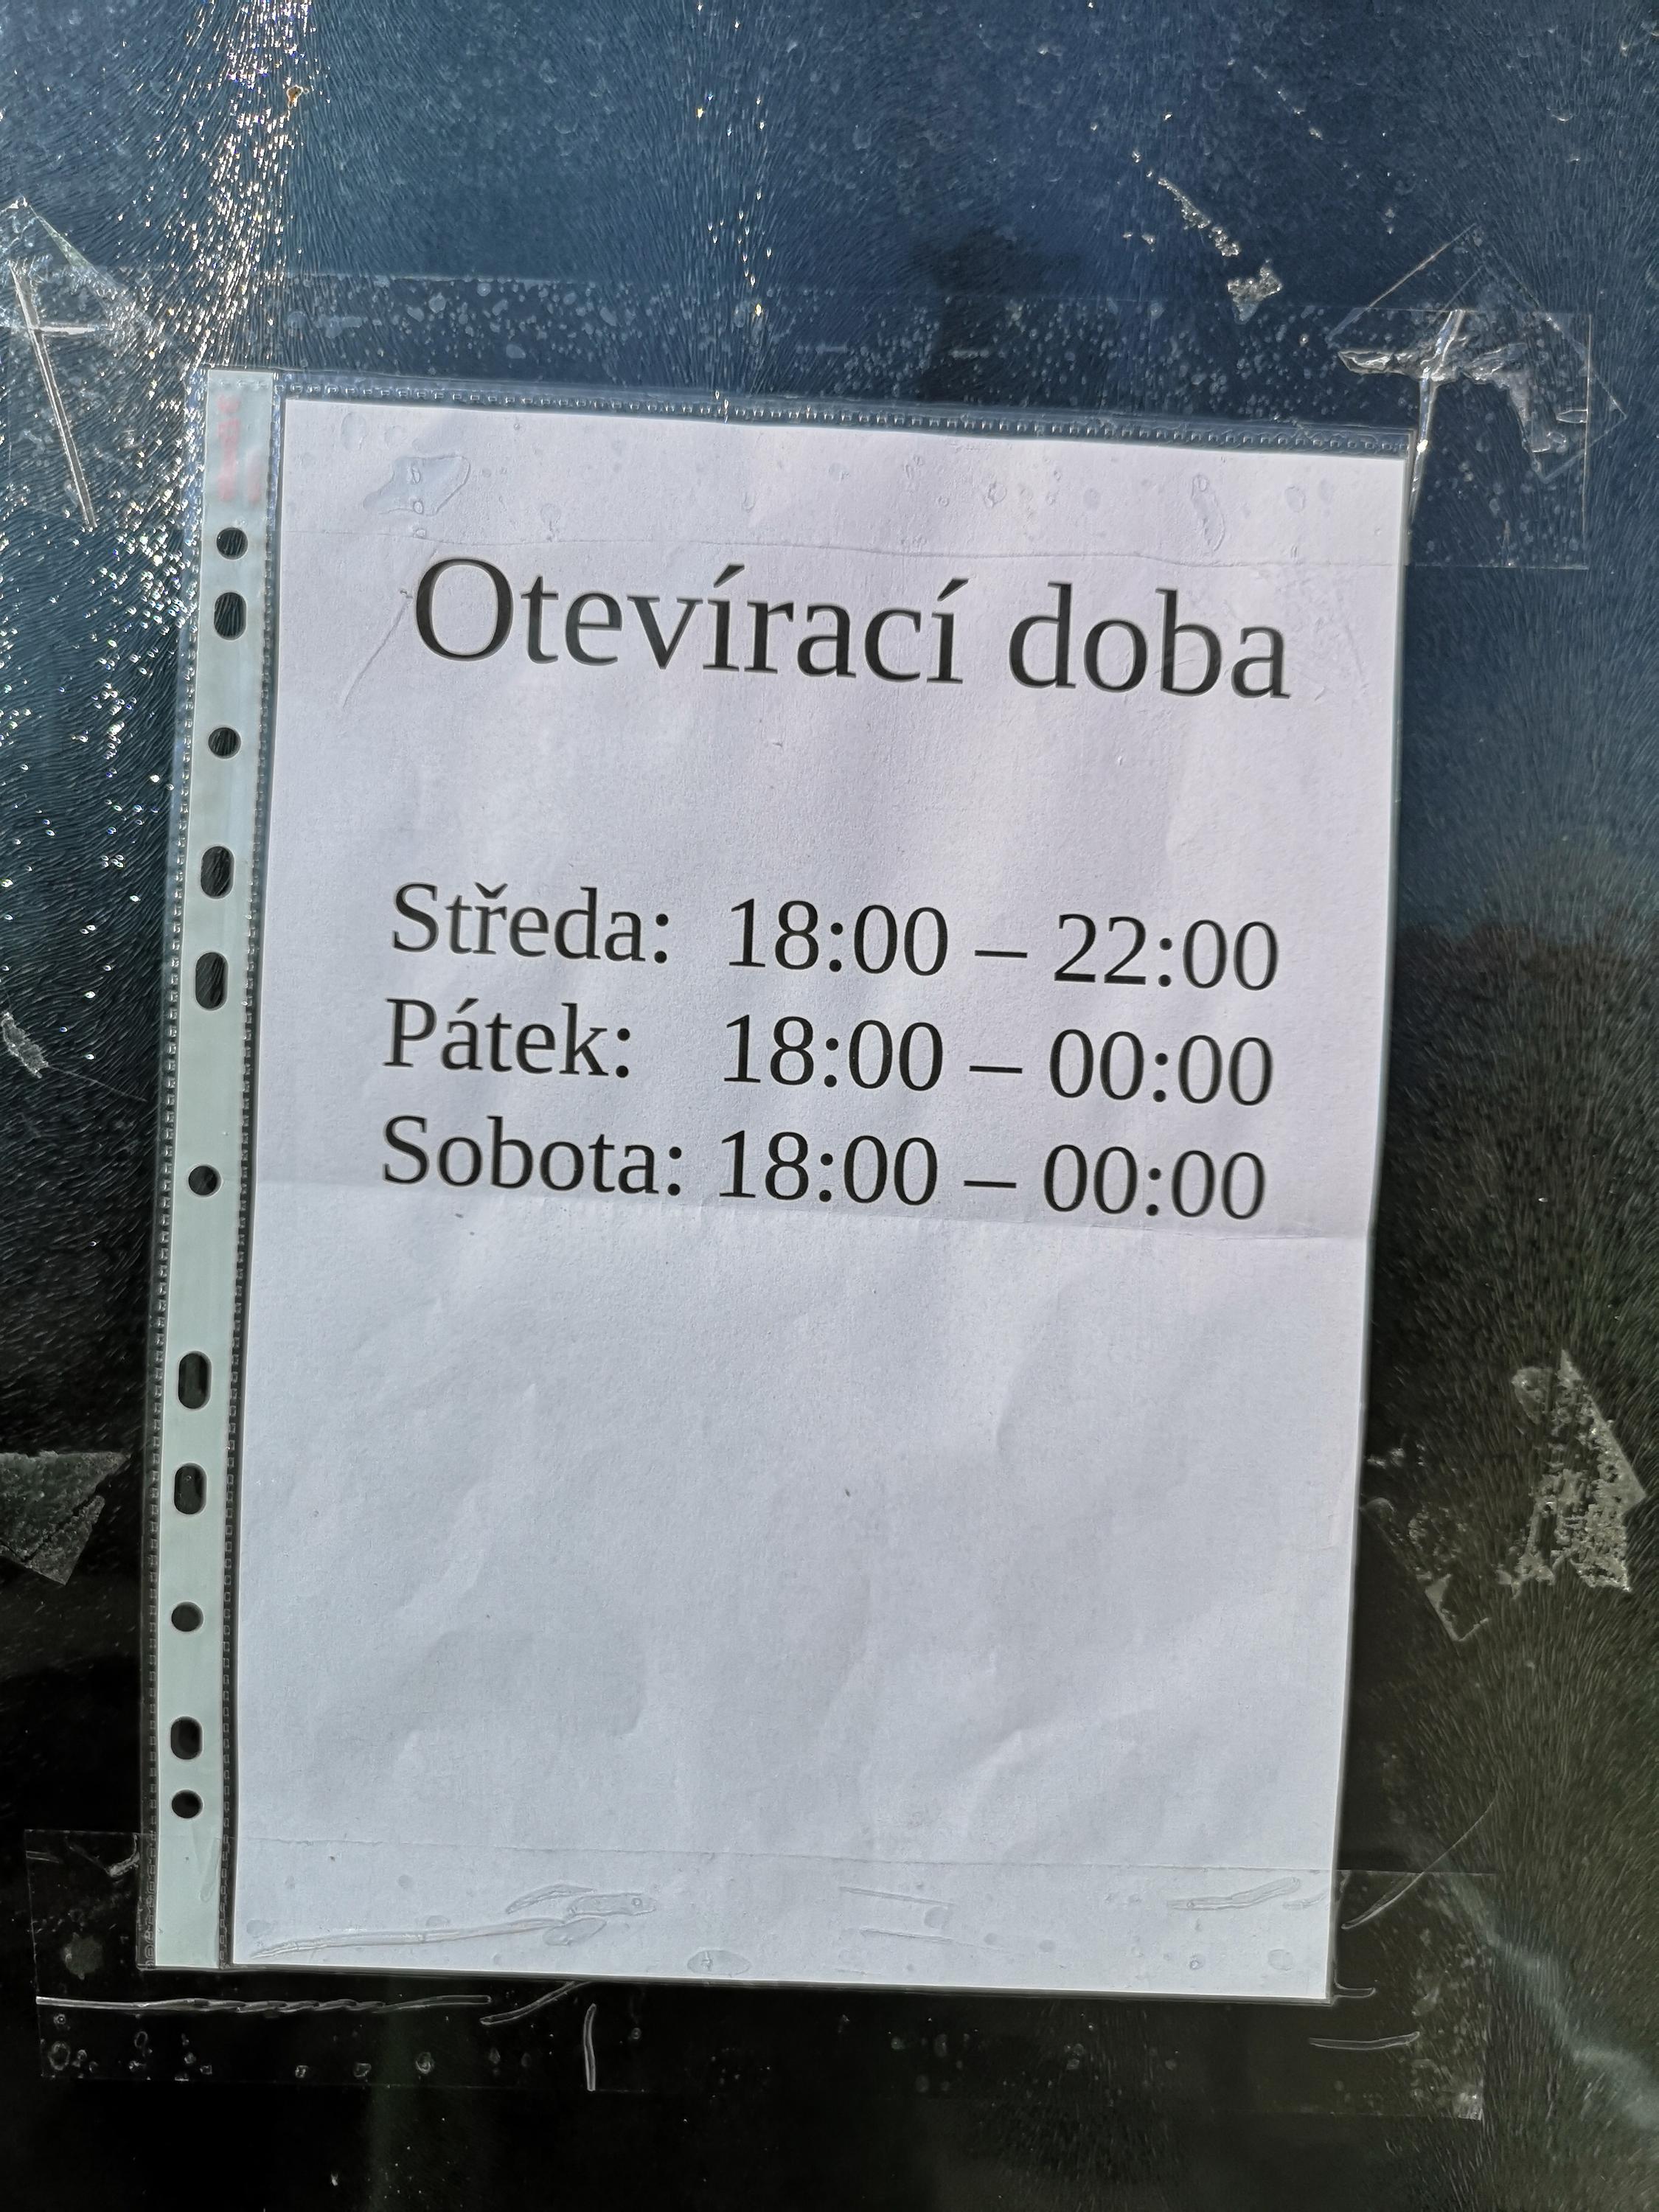 Otevírací doba
Středa: 18:00 – 22:00
Pátek: 18:00 – 00:00
Sobota: 18:00 – 00:00